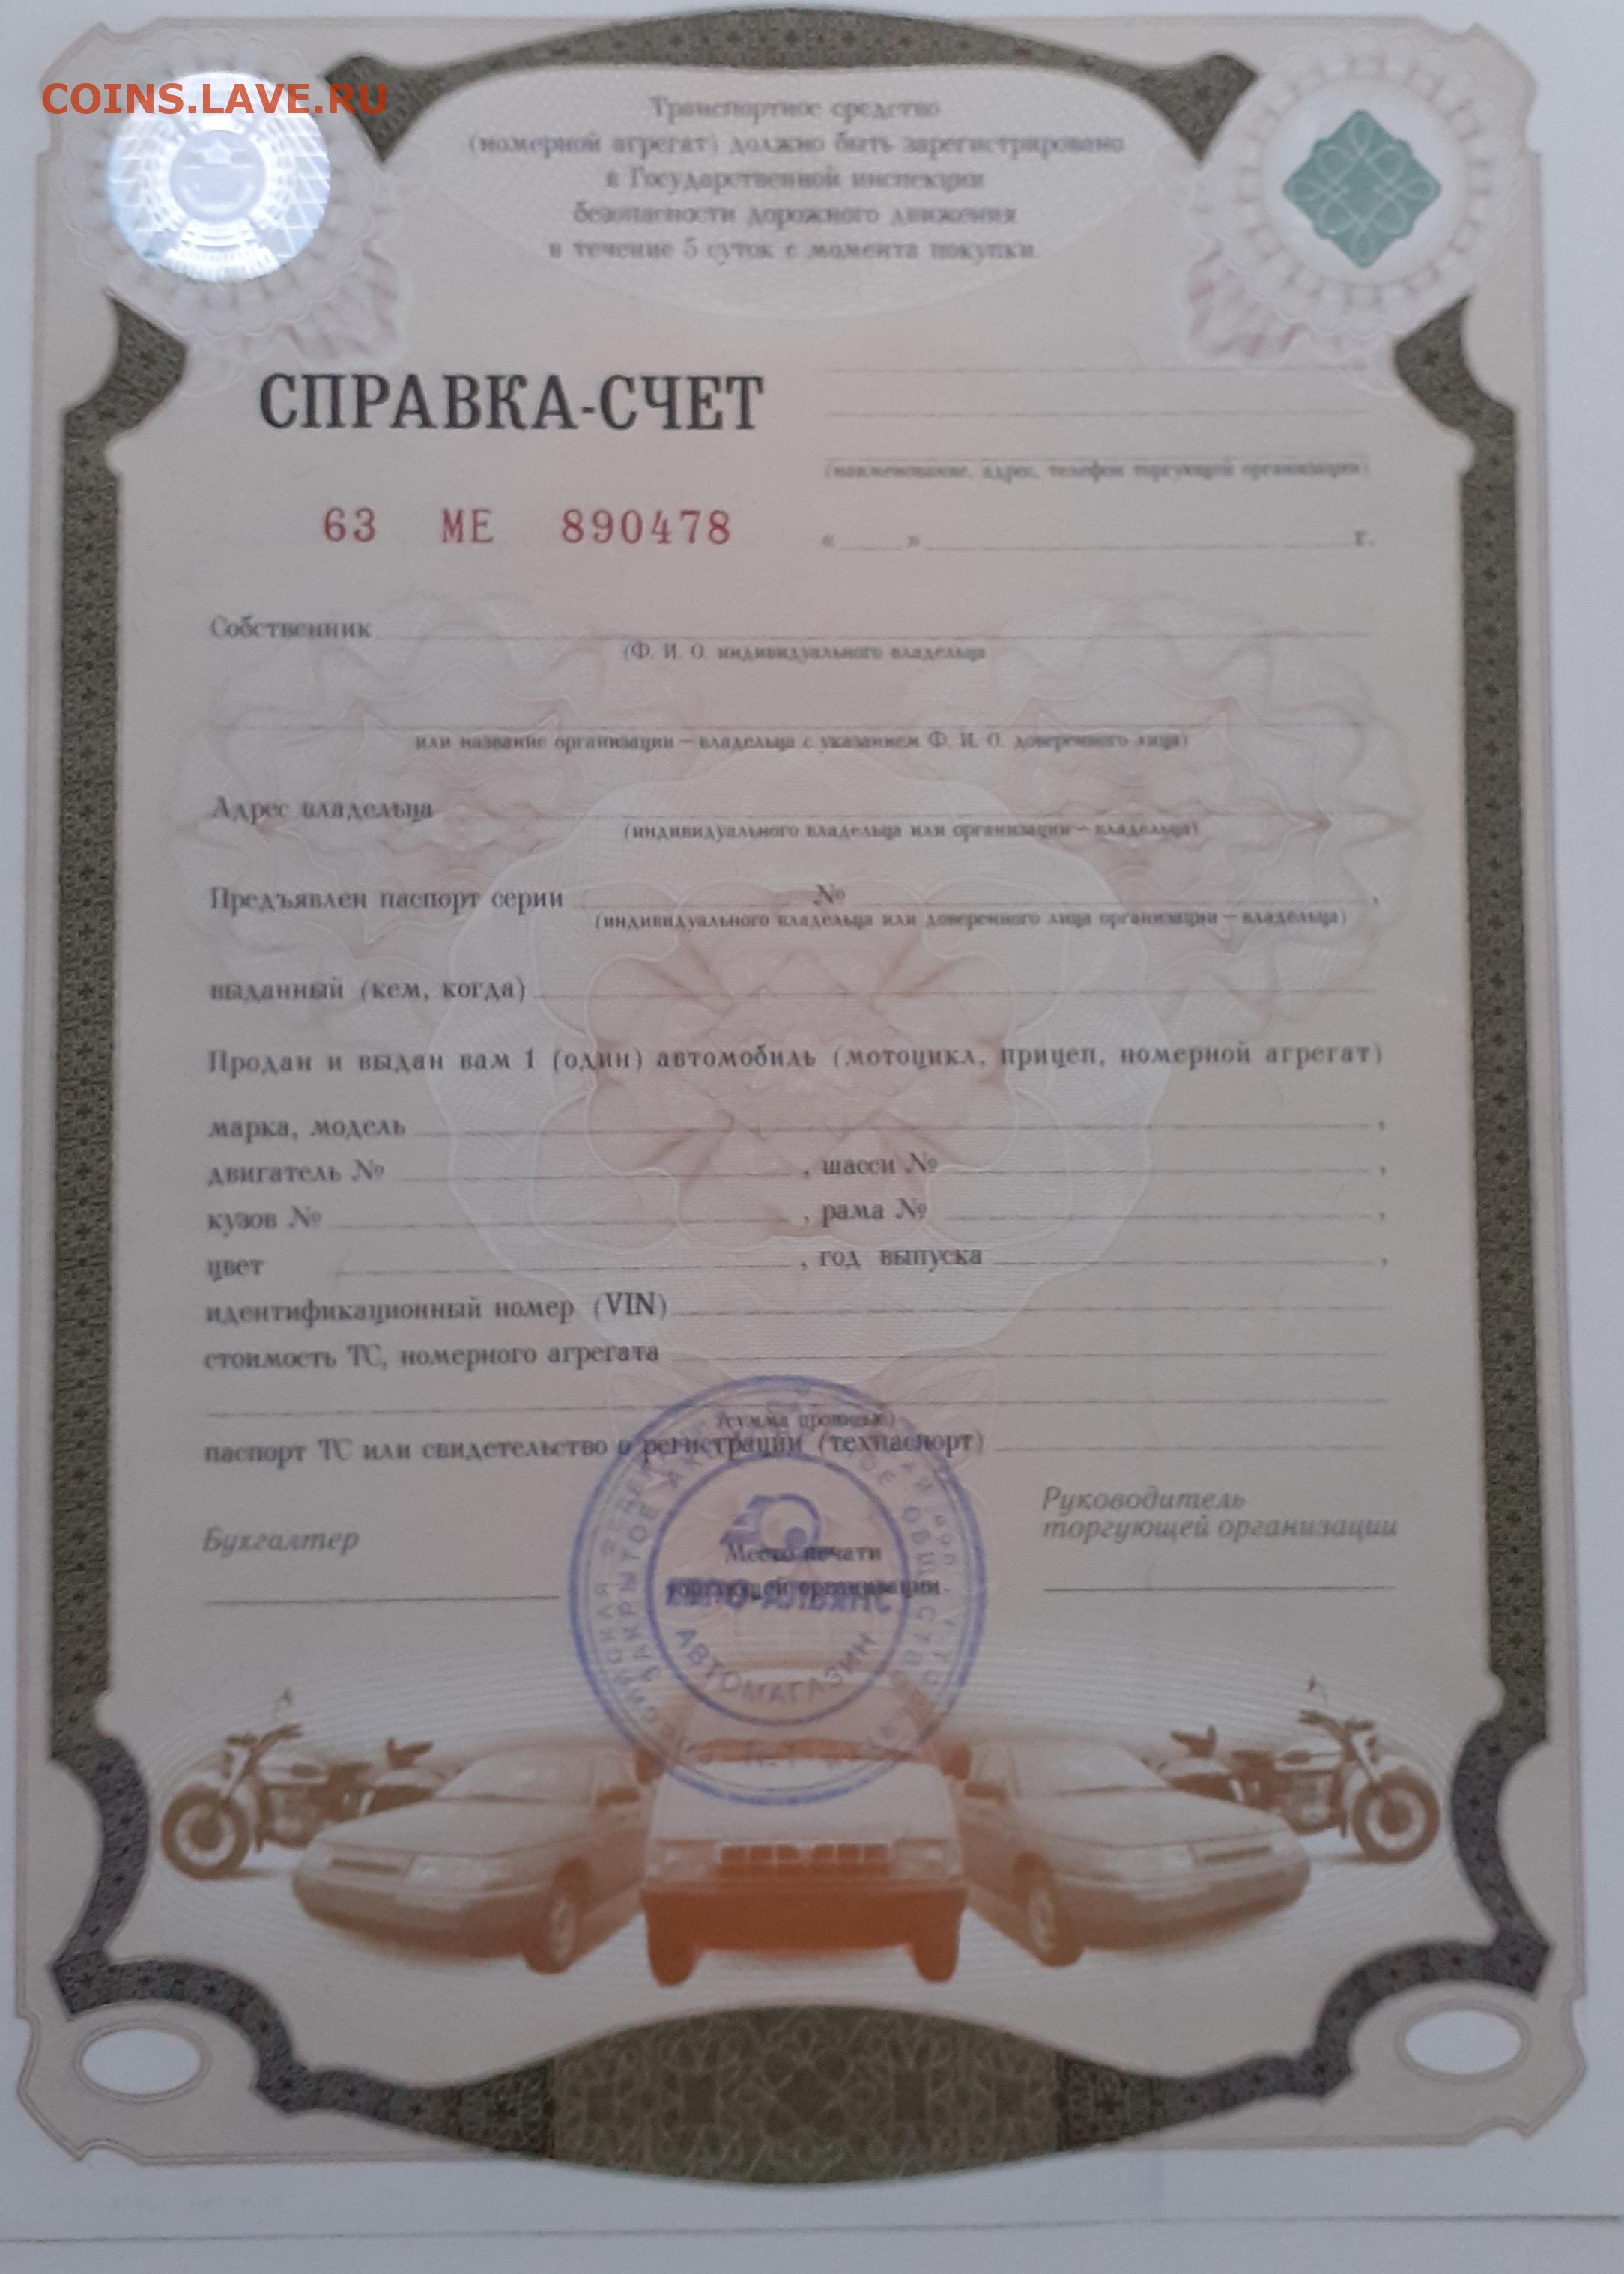 COINS.LAVE.RU
Транспортное средство
(номерной агрегат) должно быть зарегистрировано
в Государственной инспекции
безопасности дорожного движения
в течение 5 суток с момента покупки
СПРАВКА-СЧЕТ
(наименование, адрес, телефон торгующей организации)
63 МЕ 890478
« » г.
Собственник
(Ф. И. О. индивидуального владельца
или название организации – владельца с указанием Ф. И. О. доверенного лица)
Адрес владельца
(индивидуального владельца или организации – владельца)
Предъявлен паспорт серии № ,
(индивидуального владельца или доверенного лица организации – владельца)
выданный (кем, когда)
Продан и выдан вам 1 (один) автомобиль (мотоцикл, прицеп, номерной агрегат)
марка, модель ,
двигатель № , шасси № ,
кузов № , рама № ,
цвет , год выпуска ,
идентификационный номер (VIN)
стоимость ТС, номерного агрегата
(сумма прописью)
паспорт ТС или свидетельство о регистрации (техпаспорт)
Руководитель
торгующей организации
Бухгалтер
Место печати
торгующей организации
ЗАКРЫТОЕ ОБЩЕСТВО
ЕВРО-АЛЬЯНС
АВТОМАГАЗИН